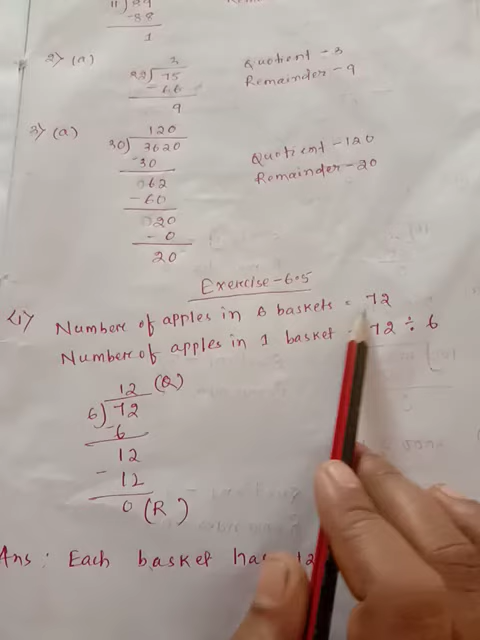 11) 29
-88
1
2) (a)
3
22) 75
-66
9
Quotient - 3
Remainder - 9
3) (a)
120
30) 3620
-30
062
-60
020
- 0
20
Quotient - 120
Remainder - 20
Exercise - 6.5
1) Number of apples in 6 baskets = 72
Number of apples in 1 basket = 72 ÷ 6
12 (Q)
6) 72
-6
12
- 12
0 (R)
Ans: Each basket has 12